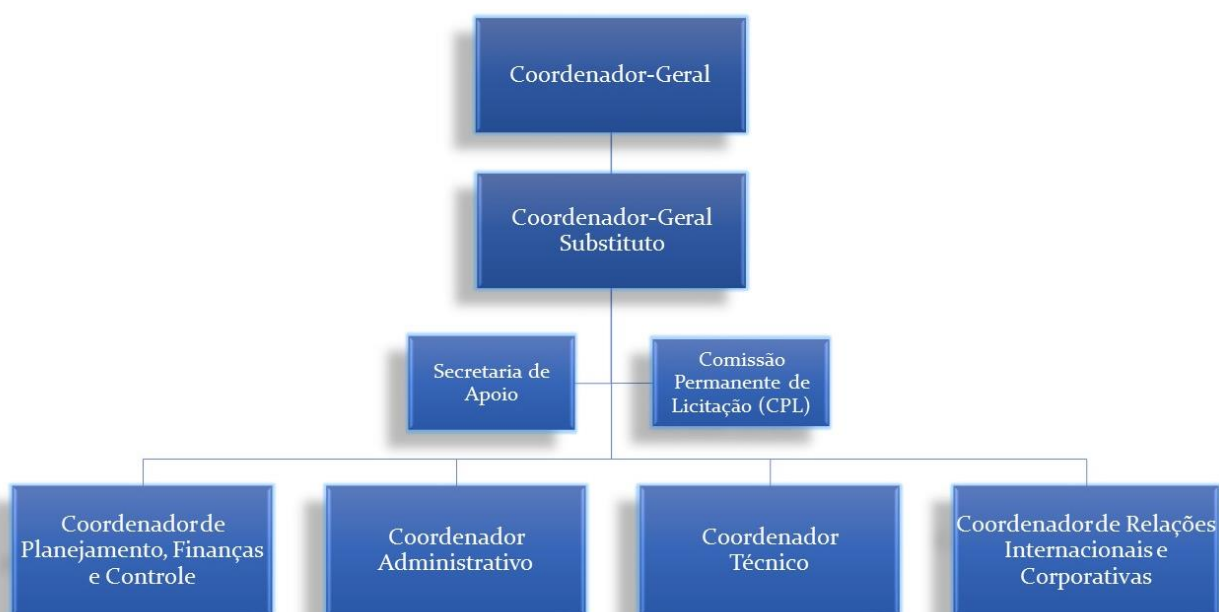 Coordenador-Geral
Coordenador-Geral
Substituto
Secretaria de
Apoio
Comissão
Permanente de
Licitação (CPL)
Coordenador de
Planejamento, Finanças
e Controle
Coordenador
Administrativo
Coordenador
Técnico
Coordenador de Relações
Internacionais e
Corporativas